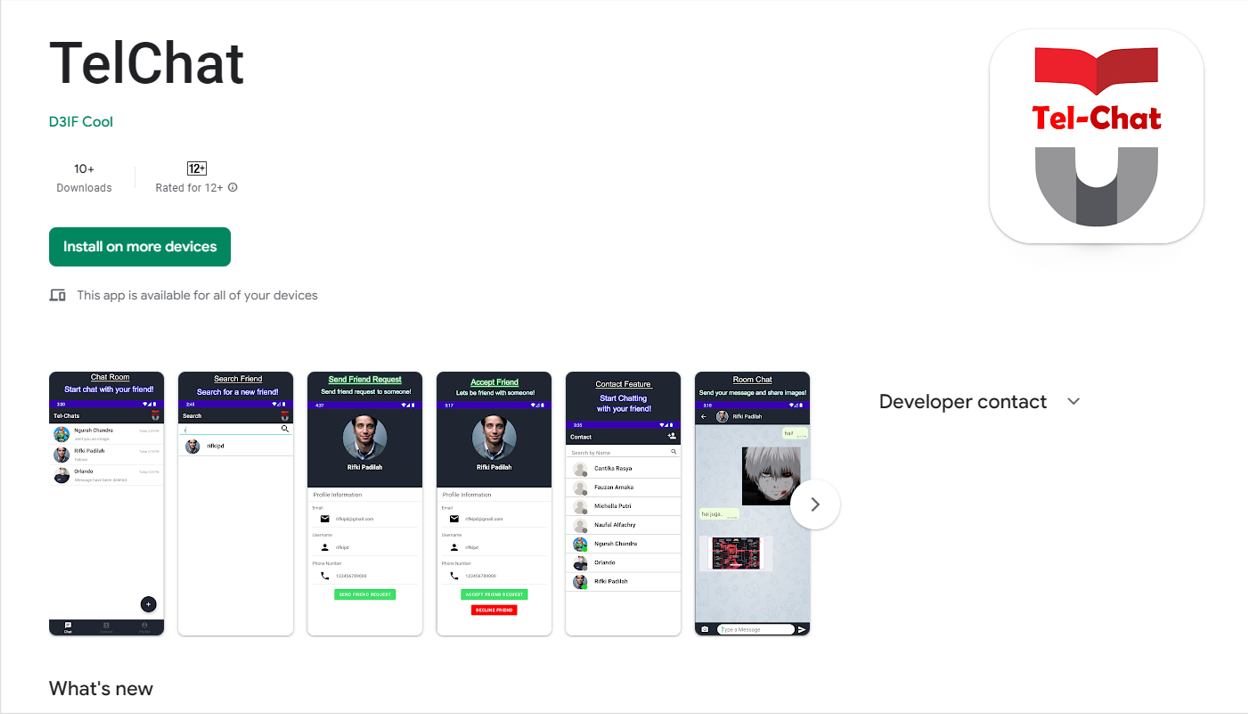 TelChat
D3IF Cool
10+
Downloads
12+
Rated for 12+
Install on more devices
This app is available for all of your devices
Tel-Chat
Chat Room
Start chat with your friend!
Tel-Chats
Ngurah Chandra
Rifki Padilah
Orlando
Message have been deleted
Chat
Search Friend
Search for a new friend!
Search
r
rifkipd
Send Friend Request
Send friend request to someone!
4:37
Rifki Padilah
Profile Information
Email
rifkipd@gmail.com
Username
rifkipd
Phone Number
123456789000
SEND FRIEND REQUEST
Accept Friend
Lets be friend with someone!
3:17
Rifki Padilah
Profile Information
Email
rifkipd@gmail.com
Username
rifkipd
Phone Number
123456789000
ACCEPT FRIEND REQUEST
DECLINE FRIEND
Contact Feature
Start Chatting
with your friend!
Contact
Search by Name
Cantika Rasya
Fauzan Arnaka
Michella Putri
Naufal Alfachry
Ngurah Chandra
Orlando
Rifki Padilah
Room Chat
Send your message and share images!
Rifki Padilah
hai!
hai juga..
Type a Message
Developer contact
What's new